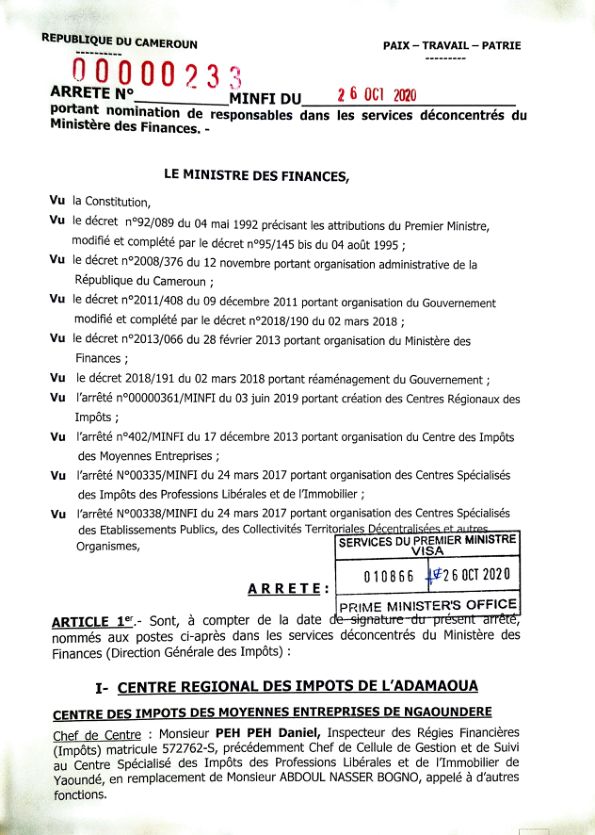 REPUBLIQUE DU CAMEROUN
PAIX – TRAVAIL – PATRIE
----------
---------
00000233
ARRETE N°____________MINFI DU 26 OCT 2020
portant nomination de responsables dans les services déconcentrés du
Ministère des Finances. -
LE MINISTRE DES FINANCES,
Vu la Constitution,
Vu le décret n°92/089 du 04 mai 1992 précisant les attributions du Premier Ministre,
modifié et complété par le décret n°95/145 bis du 04 août 1995 ;
Vu le décret n°2008/376 du 12 novembre portant organisation administrative de la
République du Cameroun ;
Vu le décret n°2011/408 du 09 décembre 2011 portant organisation du Gouvernement
modifié et complété par le décret n°2018/190 du 02 mars 2018 ;
Vu le décret n°2013/066 du 28 février 2013 portant organisation du Ministère des
Finances ;
Vu le décret 2018/191 du 02 mars 2018 portant réaménagement du Gouvernement ;
Vu l'arrêté n°00000361/MINFI du 03 juin 2019 portant création des Centres Régionaux des
Impôts ;
Vu l'arrêté n°402/MINFI du 17 décembre 2013 portant organisation du Centre des Impôts
des Moyennes Entreprises ;
Vu l'arrêté N°00335/MINFI du 24 mars 2017 portant organisation des Centres Spécialisés
des Impôts des Professions Libérales et de l'Immobilier ;
Vu l'arrêté N°00338/MINFI du 24 mars 2017 portant organisation des Centres Spécialisés
des Etablissements Publics, des Collectivités Territoriales Décentralisées et autres
Organismes,
SERVICES DU PREMIER MINISTRE
VISA
010866 26 OCT 2020
PRIME MINISTER'S OFFICE
ARRETE :
ARTICLE 1er.- Sont, à compter de la date de signature du présent arrêté,
nommés aux postes ci-après dans les services déconcentrés du Ministère des
Finances (Direction Générale des Impôts) :
I- CENTRE REGIONAL DES IMPOTS DE L'ADAMAOUA
CENTRE DES IMPOTS DES MOYENNES ENTREPRISES DE NGAOUNDERE
Chef de Centre : Monsieur PEH PEH Daniel, Inspecteur des Régies Financières
(Impôts) matricule 572762-S, précédemment Chef de Cellule de Gestion et de Suivi
au Centre Spécialisé des Impôts des Professions Libérales et de l'Immobilier de
Yaoundé, en remplacement de Monsieur ABDOUL NASSER BOGNO, appelé à d'autres
fonctions.